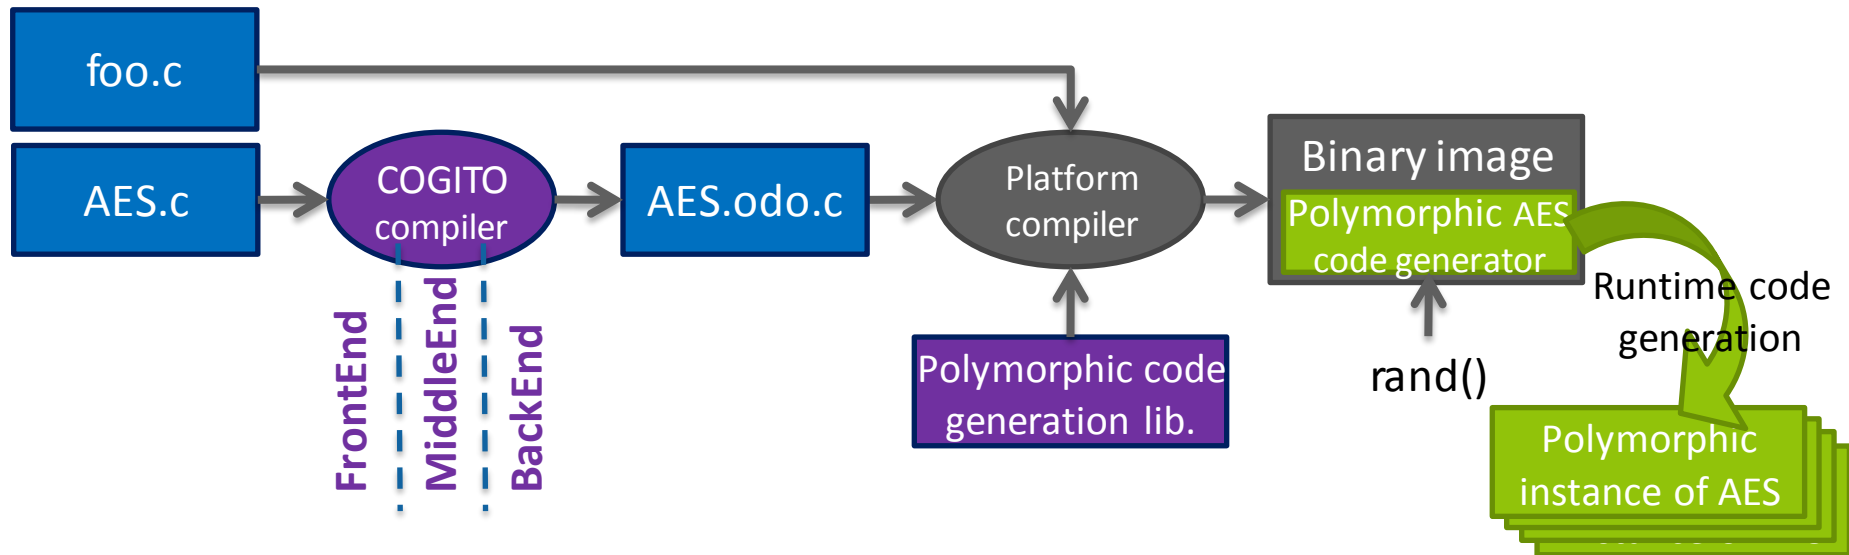 foo.c
AES.c
COGITO
compiler
AES.odo.c
Platform
compiler
Binary image
Polymorphic AES
code generator
Runtime code
generation
FrontEnd
MiddleEnd
BackEnd
Polymorphic code
generation lib.
rand()
Polymorphic
instance of AES